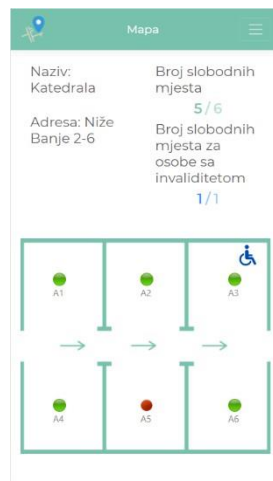 Mapa
Naziv:
Katedrala
Adresa: Niže
Banje 2-6
Broj slobodnih
mjesta
5/6
Broj slobodnih
mjesta za
osobe sa
invaliditetom
1/1
A1
A2
A3
A4
A5
A6